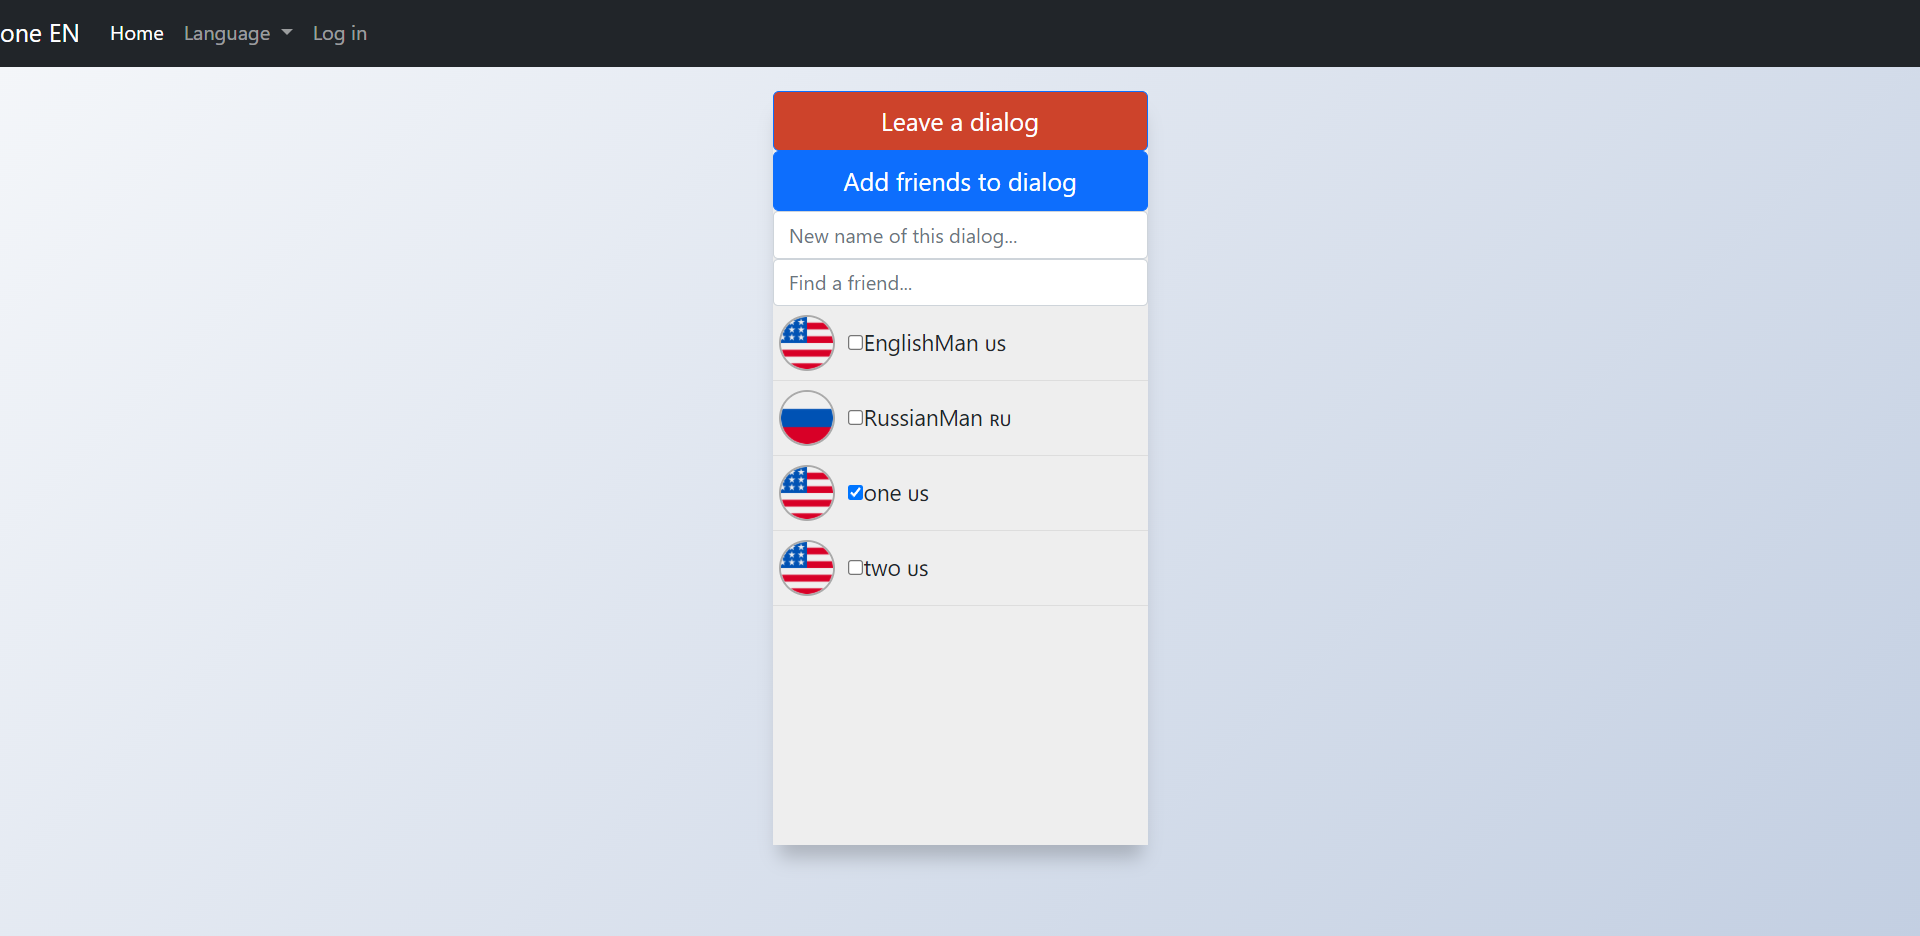 one EN Home Language Log in
Leave a dialog
Add friends to dialog
New name of this dialog...
Find a friend...
EnglishMan us
RussianMan ʀᴜ
one us
two us